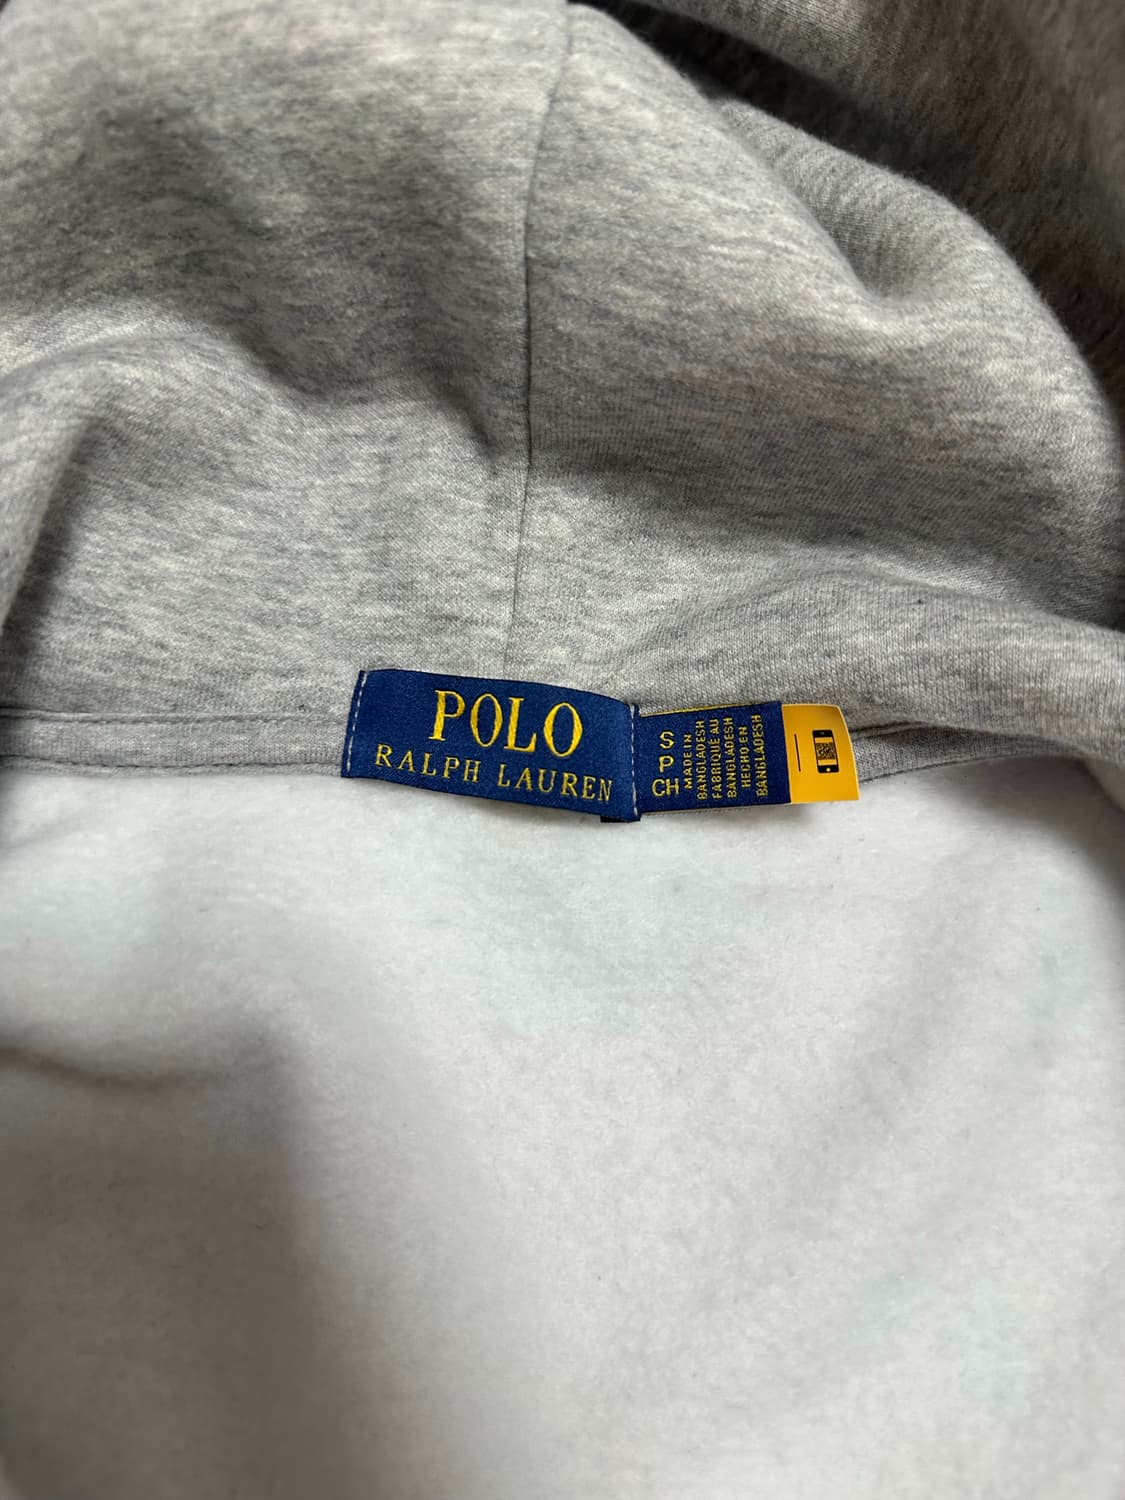 POLO
RALPH LAUREN
S
P
CH
MADE IN
BANGLADESH
FABRIQUÉ AU
BANGLADESH
HECHO EN
BANGLADESH